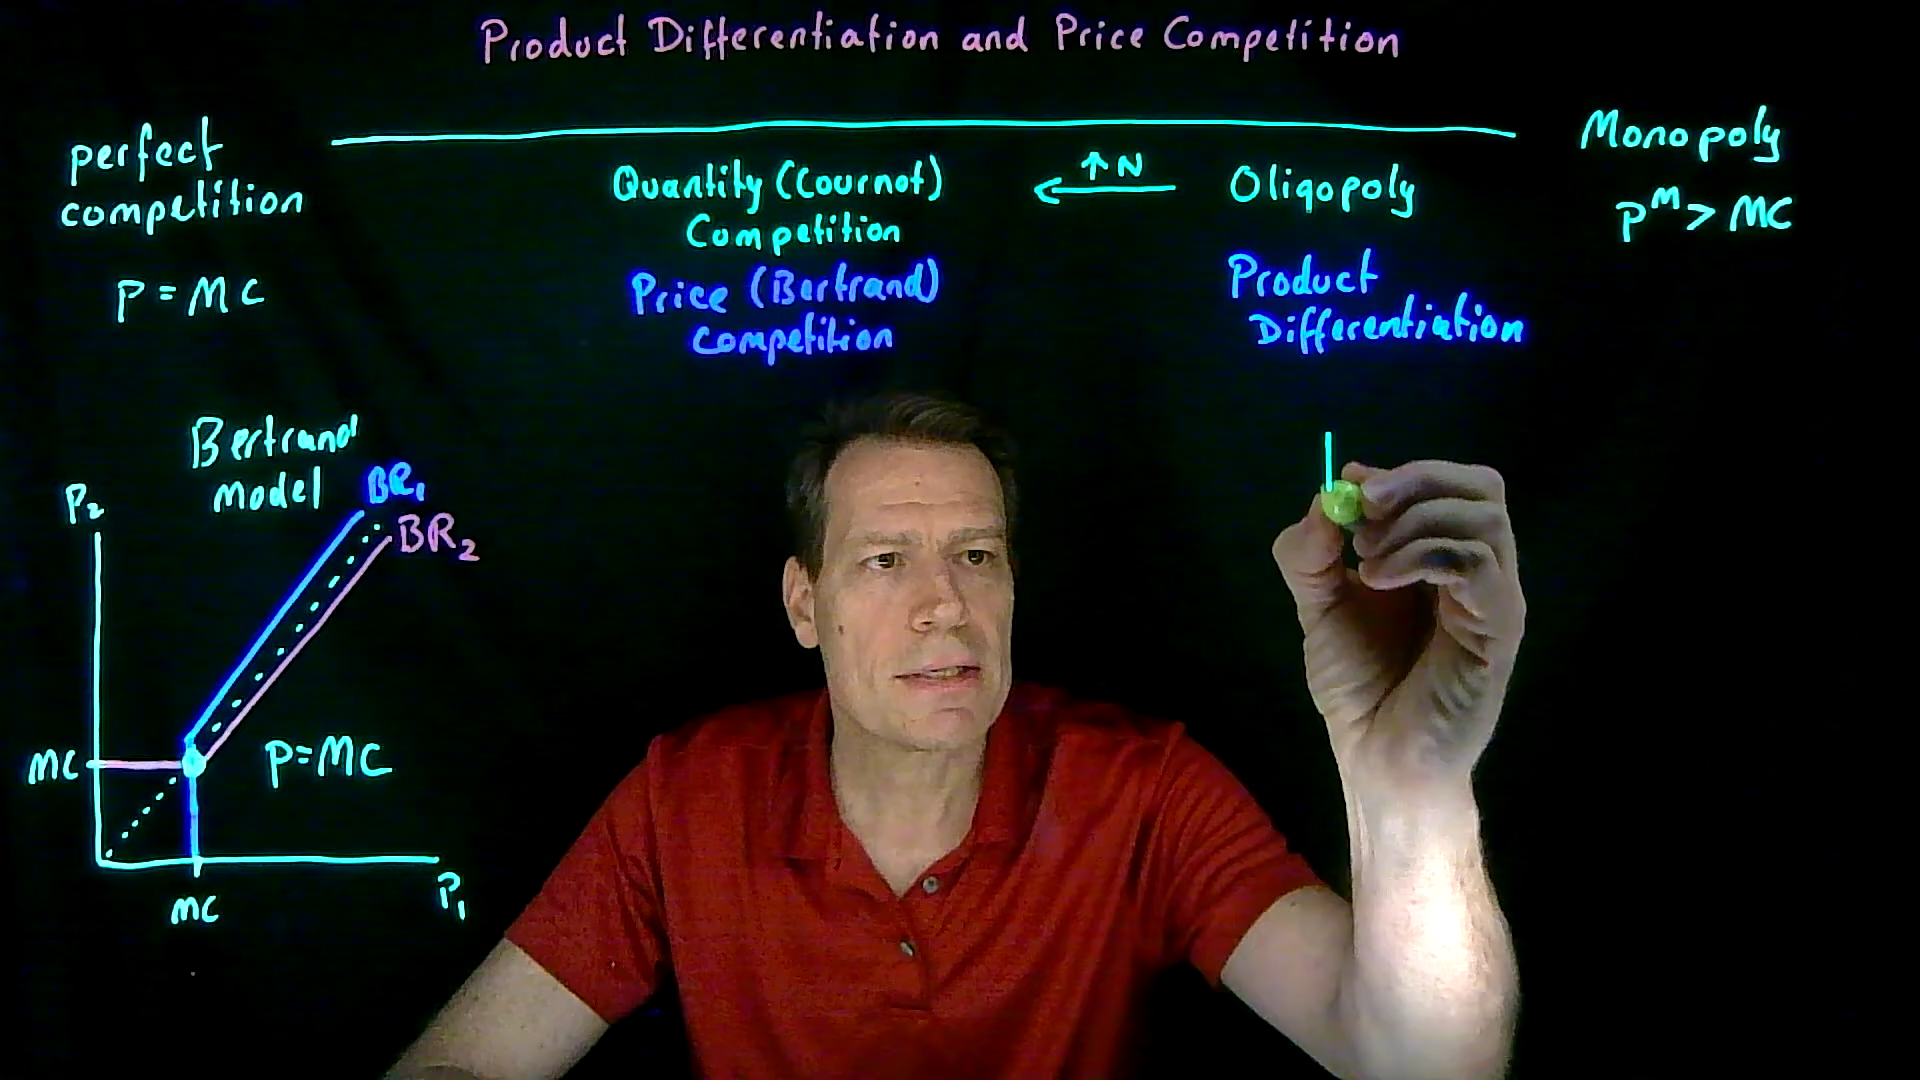 Product Differentiation and Price Competition
perfect
competition
P = MC
Quantity (Cournot)
Competition
Price (Bertrand)
Competition
↑ N
Oligopoly
Product
Differentiation
Monopoly
P^M > MC
Bertrand
model
BR₁
BR₂
P₂
MC
P=MC
MC
P₁